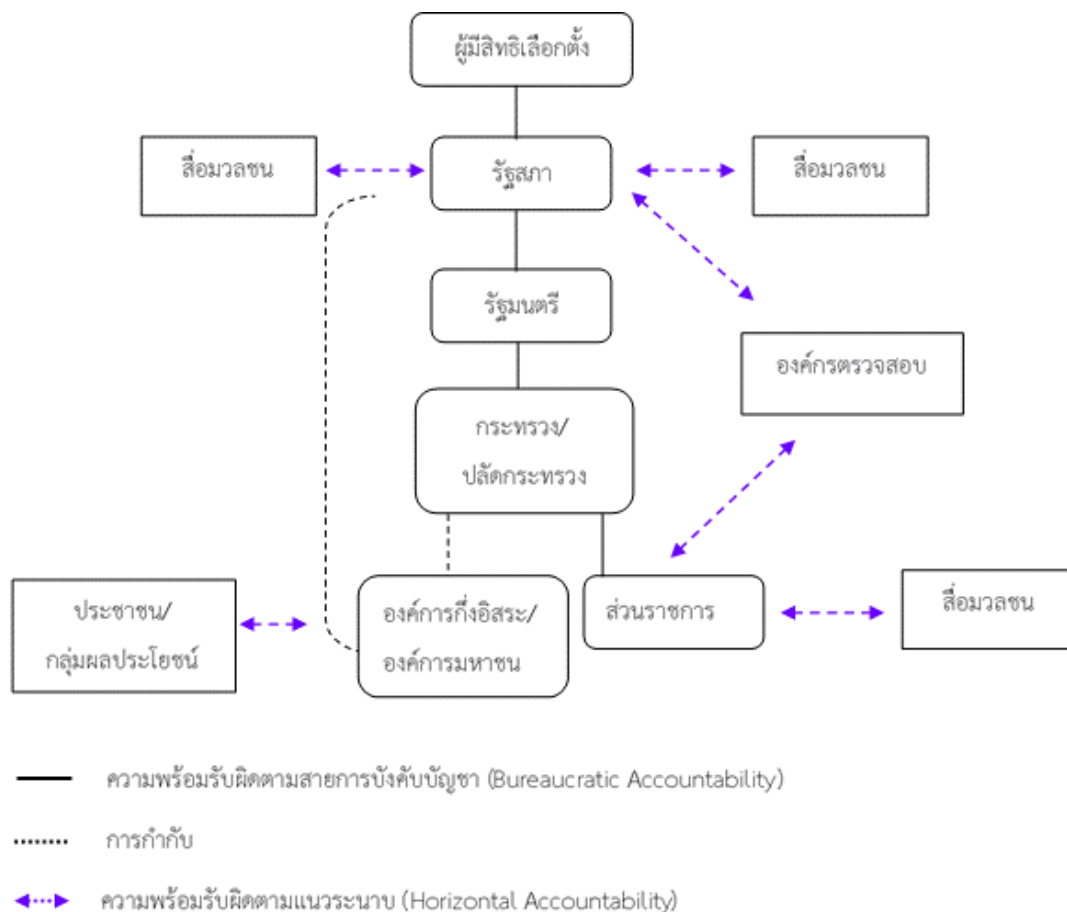 ผู้มีสิทธิเลือกตั้ง
สื่อมวลชน
รัฐสภา
สื่อมวลชน
รัฐมนตรี
องค์กรตรวจสอบ
กระทรวง/
ปลัดกระทรวง
ประชาชน/
กลุ่มผลประโยชน์
องค์การกึ่งอิสระ/
องค์การมหาชน
ส่วนราชการ
สื่อมวลชน
ความพร้อมรับผิดตามสายการบังคับบัญชา (Bureaucratic Accountability)
การกำกับ
ความพร้อมรับผิดตามแนวระนาบ (Horizontal Accountability)